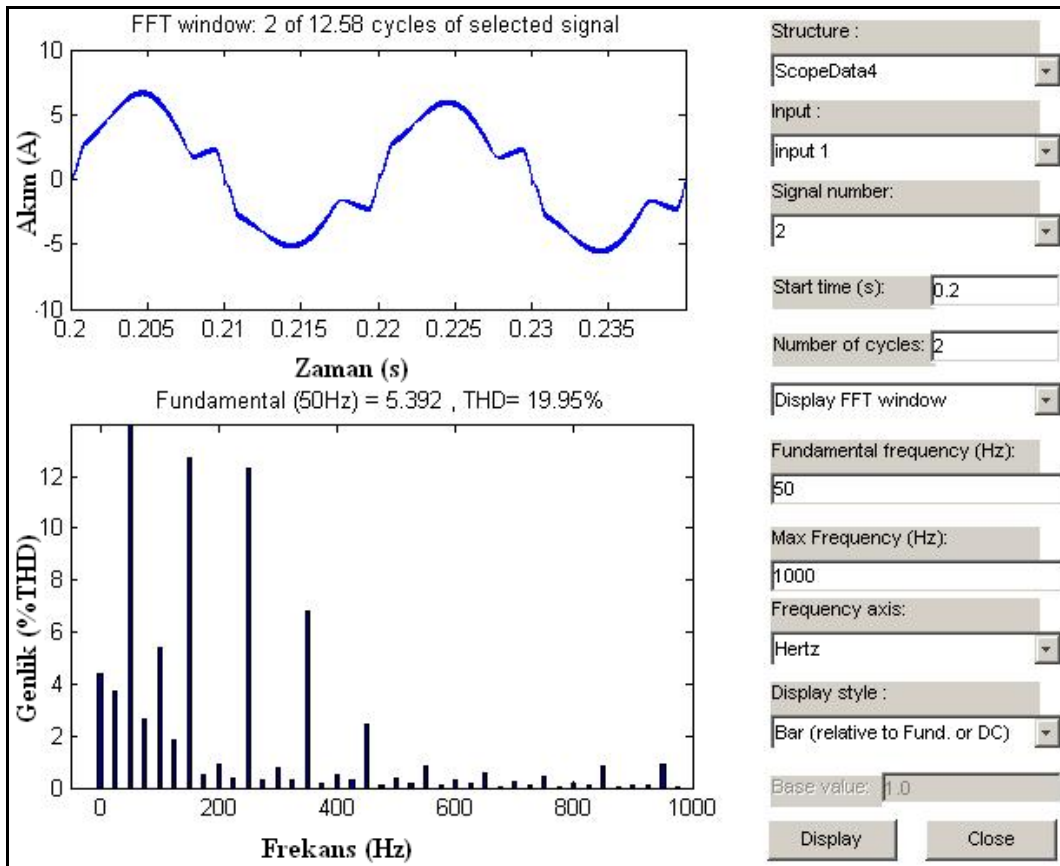 FFT window: 2 of 12.58 cycles of selected signal
10
5
0
-5
-10
0.2 0.205 0.21 0.215 0.22 0.225 0.23 0.235
Akım (A)
Zaman (s)
Fundamental (50Hz) = 5.392 , THD= 19.95%
12
10
8
6
4
2
0
0 200 400 600 800 1000
Genlik (%THD)
Frekans (Hz)
Structure :
ScopeData4
Input :
input 1
Signal number:
2
Start time (s): 0.2
Number of cycles: 2
Display FFT window
Fundamental frequency (Hz):
50
Max Frequency (Hz):
1000
Frequency axis:
Hertz
Display style :
Bar (relative to Fund. or DC)
Base value: 1.0
Display Close